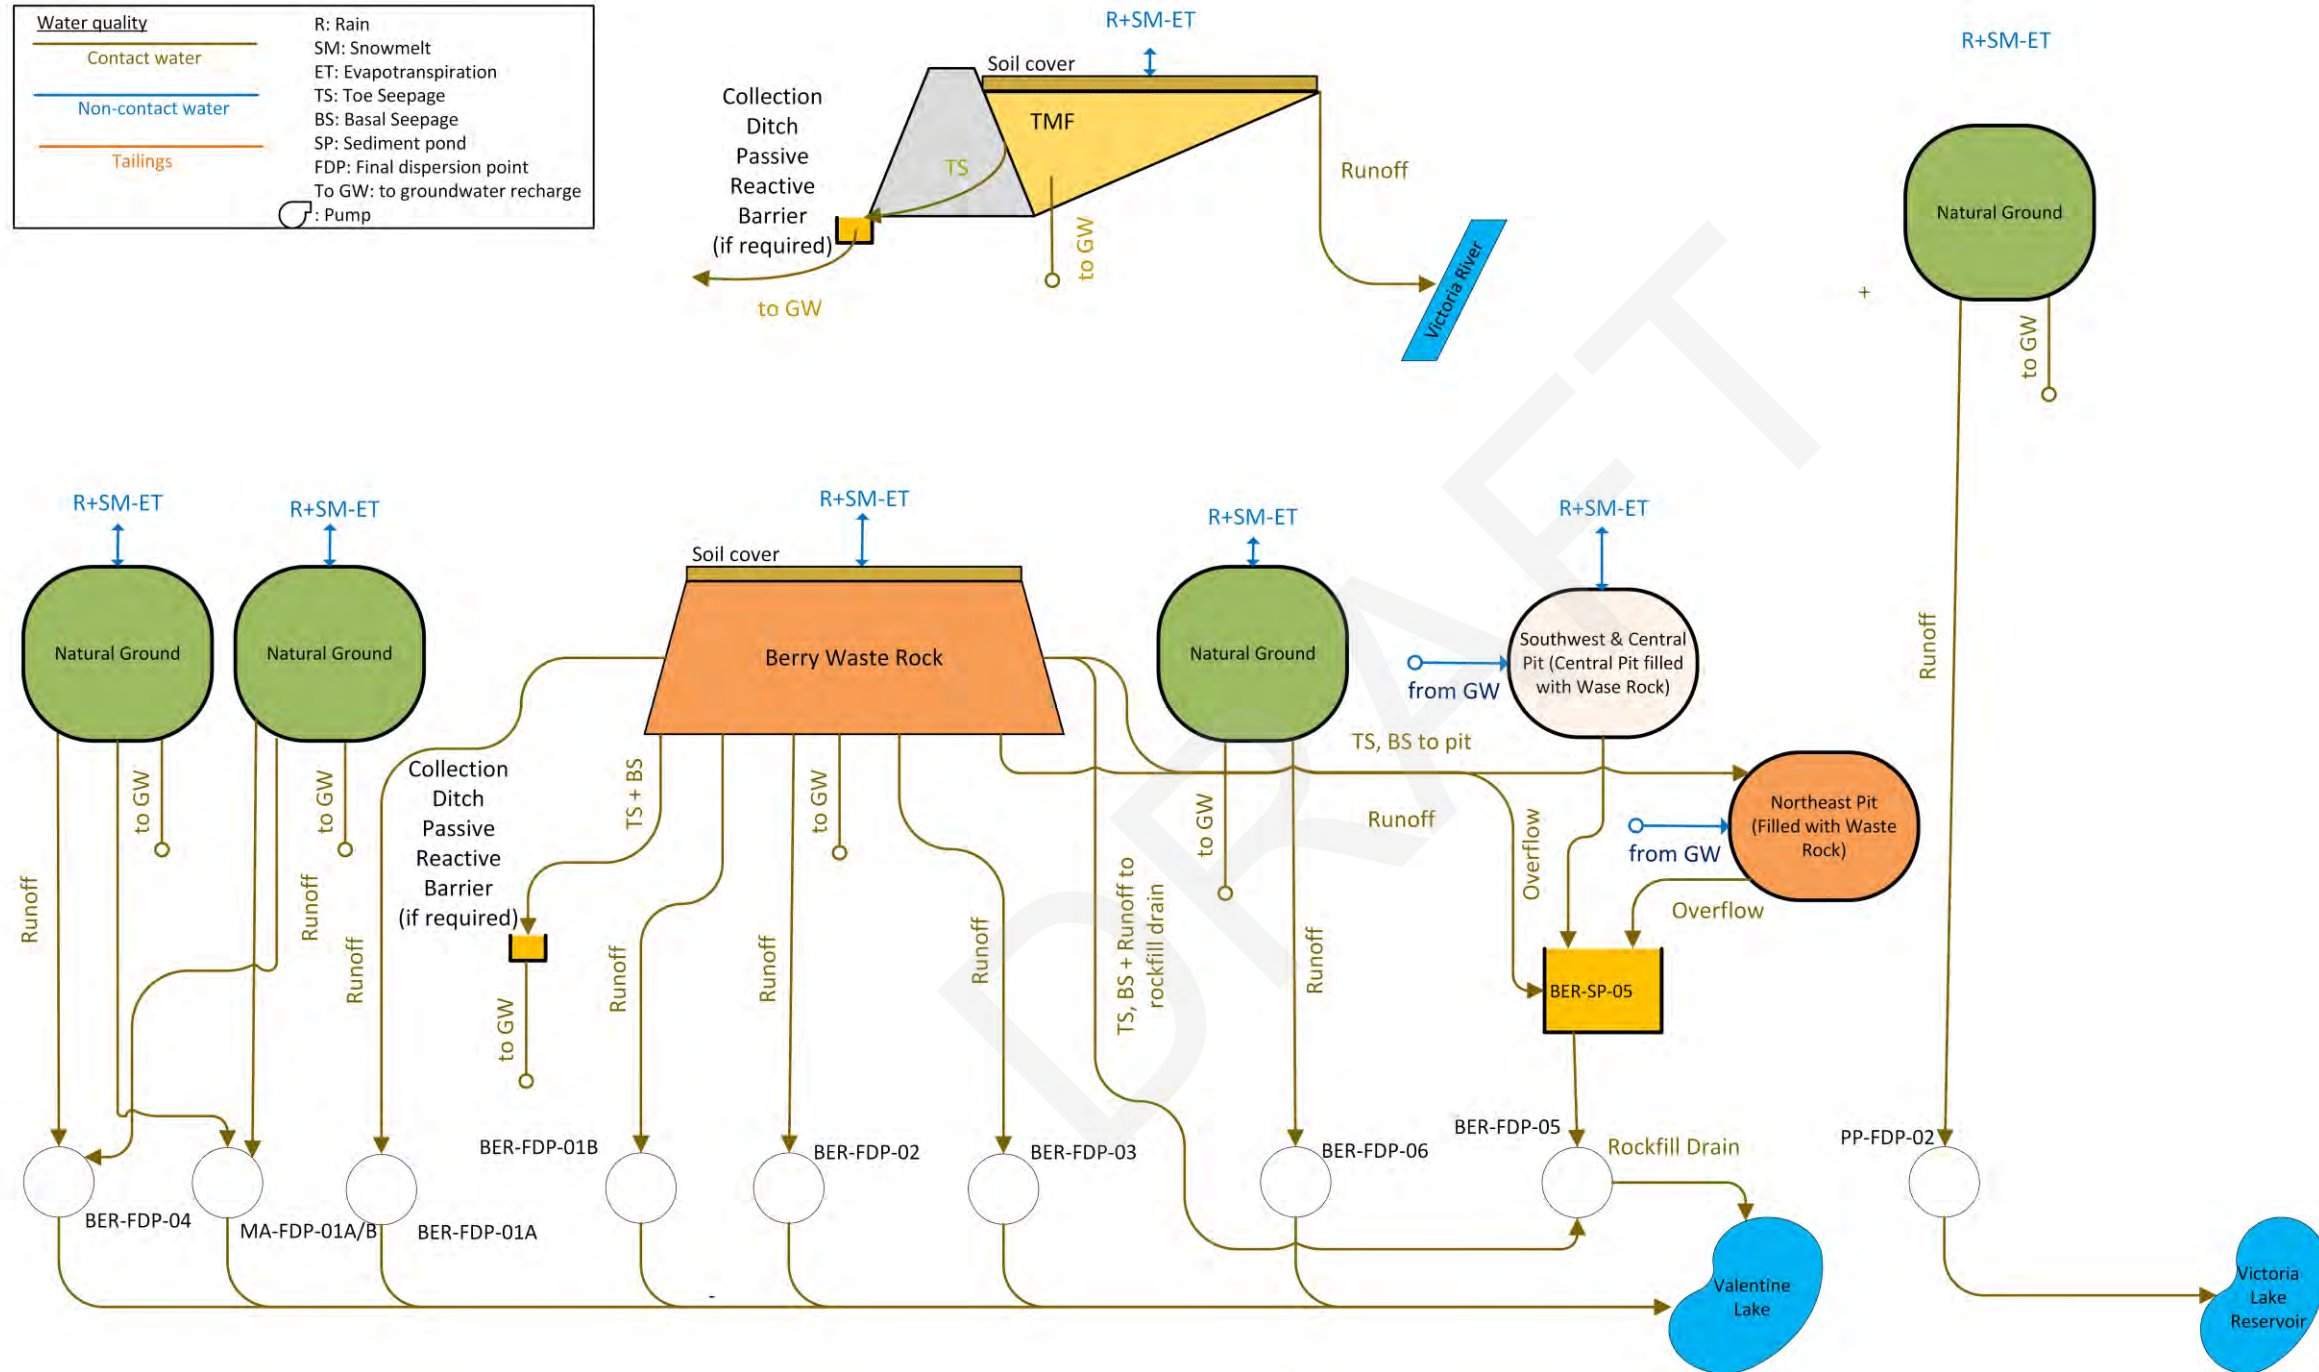 Water quality
Contact water
Non-contact water
Tailings
R: Rain
SM: Snowmelt
ET: Evapotranspiration
TS: Toe Seepage
BS: Basal Seepage
SP: Sediment pond
FDP: Final dispersion point
To GW: to groundwater recharge
: Pump
R+SM-ET
Soil cover
TMF
TS
Collection
Ditch
Passive
Reactive
Barrier
(if required)
to GW
to GW
Runoff
Victoria River
R+SM-ET
Natural Ground
+
to GW
Runoff
R+SM-ET
Natural Ground
to GW
Runoff
R+SM-ET
Natural Ground
to GW
Runoff
R+SM-ET
Soil cover
Berry Waste Rock
Runoff
Collection
Ditch
Passive
Reactive
Barrier
(if required)
TS + BS
to GW
Runoff
Runoff
to GW
Runoff
TS, BS + Runoff to
rockfill drain
R+SM-ET
Natural Ground
to GW
Runoff
R+SM-ET
Southwest & Central
Pit (Central Pit filled
with Wase Rock)
from GW
TS, BS to pit
Runoff
Overflow
Northeast Pit
(Filled with Waste
Rock)
from GW
Overflow
BER-SP-05
BER-FDP-04
MA-FDP-01A/B
BER-FDP-01A
BER-FDP-01B
BER-FDP-02
BER-FDP-03
BER-FDP-06
BER-FDP-05
Rockfill Drain
PP-FDP-02
-
Valentine
Lake
Victoria
Lake
Reservoir
DRAFT